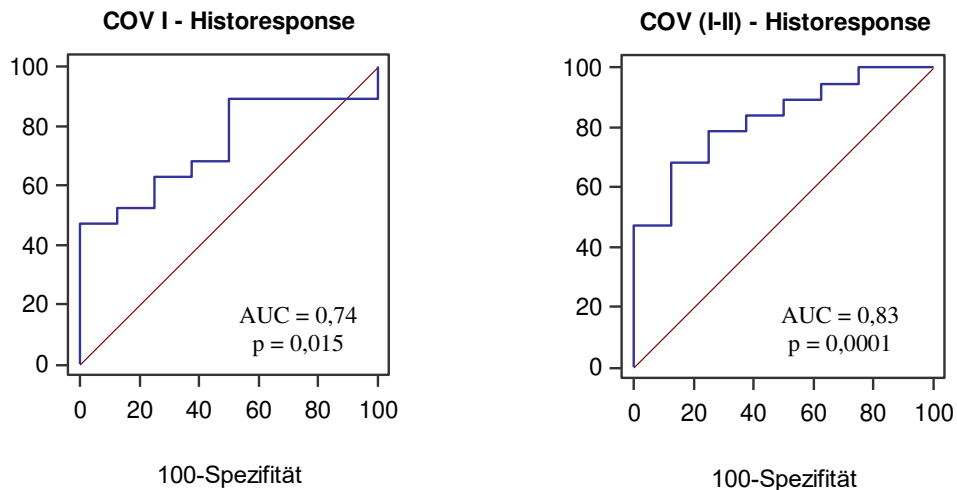 COV I - Historesponse
100
80
60
40
20
0
AUC = 0,74
p = 0,015
0 20 40 60 80 100
100-Spezifität
COV (I-II) - Historesponse
100
80
60
40
20
0
AUC = 0,83
p = 0,0001
0 20 40 60 80 100
100-Spezifität